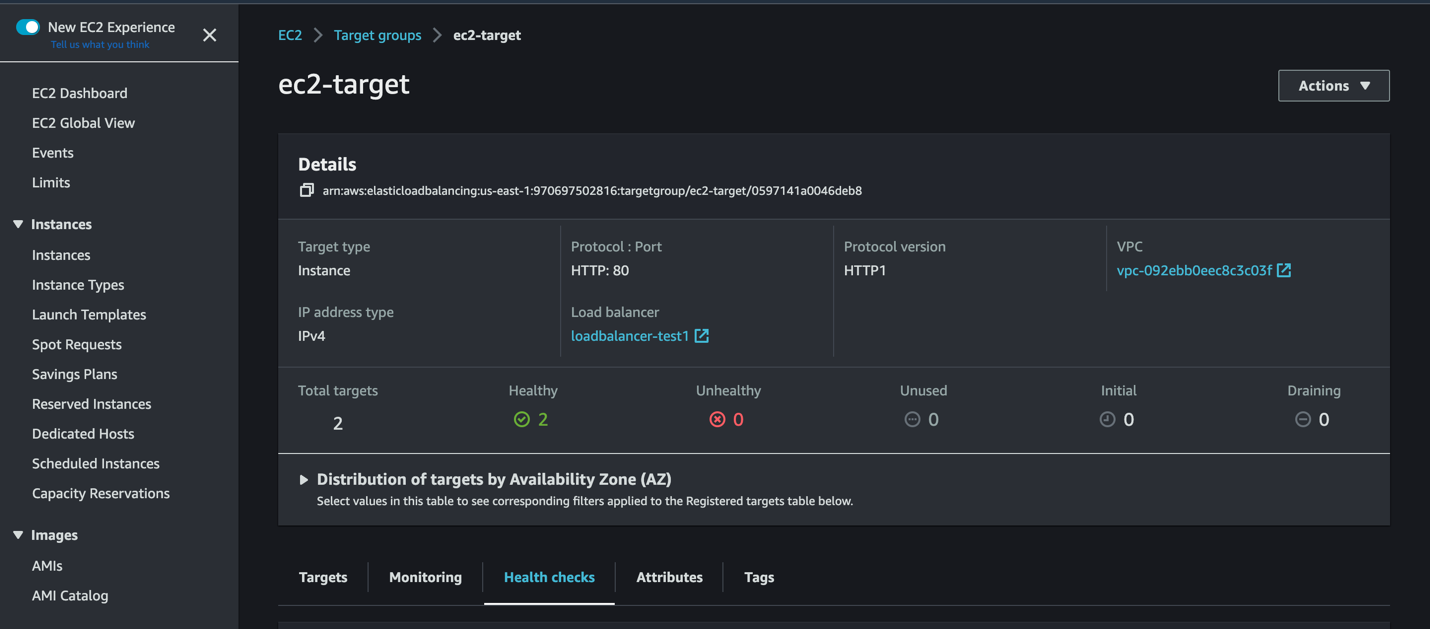 New EC2 Experience
Tell us what you think
EC2 Dashboard
EC2 Global View
Events
Limits
Instances
Instances
Instance Types
Launch Templates
Spot Requests
Savings Plans
Reserved Instances
Dedicated Hosts
Scheduled Instances
Capacity Reservations
Images
AMIs
AMI Catalog
EC2 > Target groups > ec2-target
ec2-target
Actions
Details
arn:aws:elasticloadbalancing:us-east-1:970697502816:targetgroup/ec2-target/0597141a0046deb8
Target type
Instance
Protocol : Port
HTTP: 80
Protocol version
HTTP1
VPC
vpc-092ebb0eec8c3c03f
IP address type
IPv4
Load balancer
loadbalancer-test1
Total targets
2
Healthy
2
Unhealthy
0
Unused
0
Initial
0
Draining
0
Distribution of targets by Availability Zone (AZ)
Select values in this table to see corresponding filters applied to the Registered targets table below.
Targets
Monitoring
Health checks
Attributes
Tags